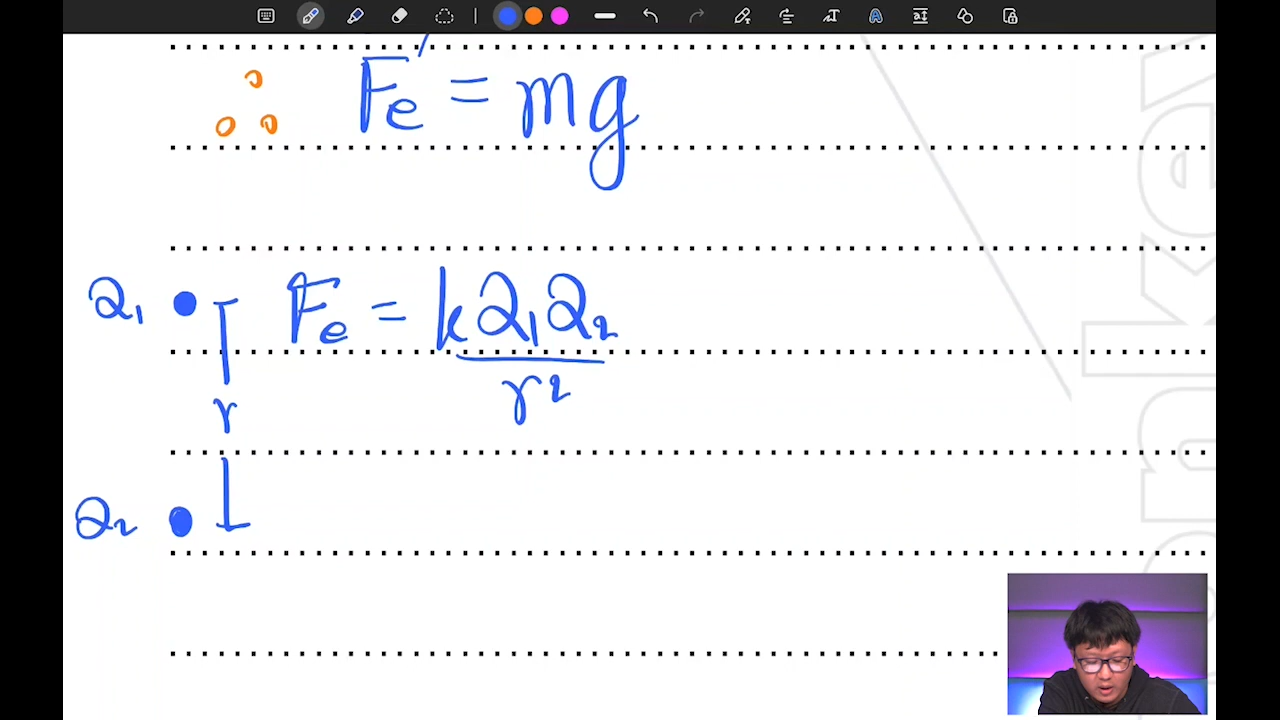 ∴ Fe' = mg
Q₁ Fe = kQ₁Q₂
r²
r
Q₂